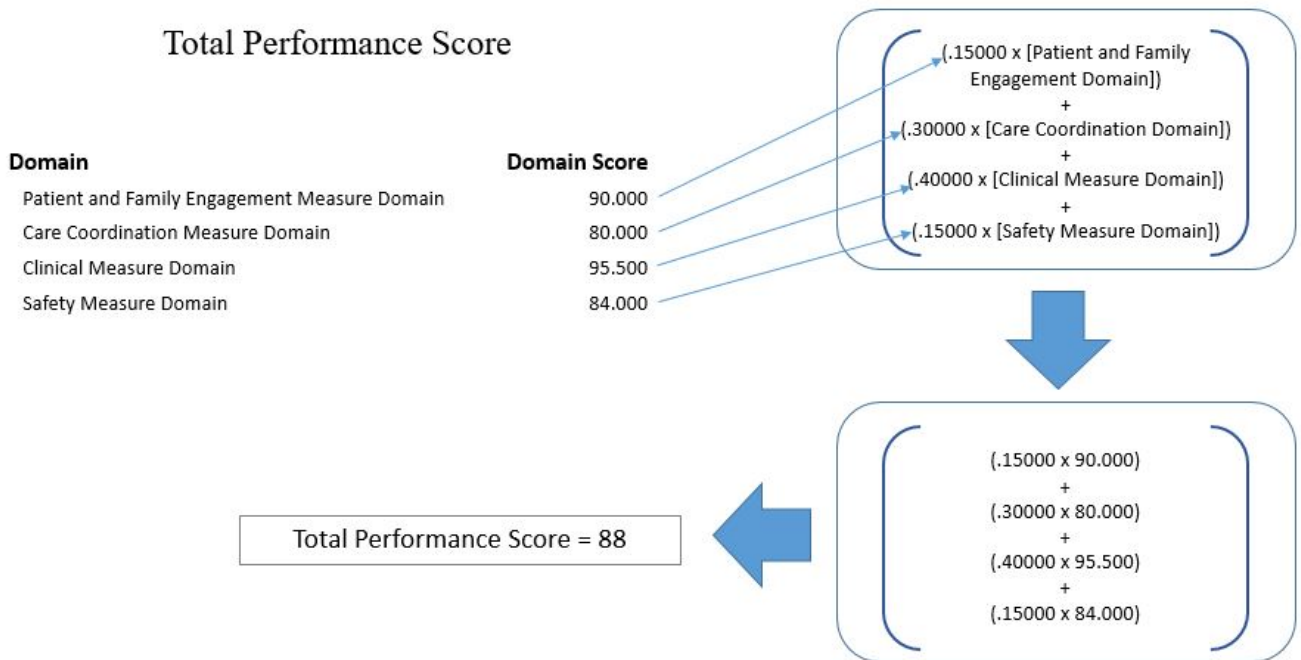 Total Performance Score
Domain Domain Score
Patient and Family Engagement Measure Domain 90.000
Care Coordination Measure Domain 80.000
Clinical Measure Domain 95.500
Safety Measure Domain 84.000
(.15000 x [Patient and Family
Engagement Domain])
+
(.30000 x [Care Coordination Domain])
+
(.40000 x [Clinical Measure Domain])
+
(.15000 x [Safety Measure Domain])
(.15000 x 90.000)
+
(.30000 x 80.000)
+
(.40000 x 95.500)
+
(.15000 x 84.000)
Total Performance Score = 88